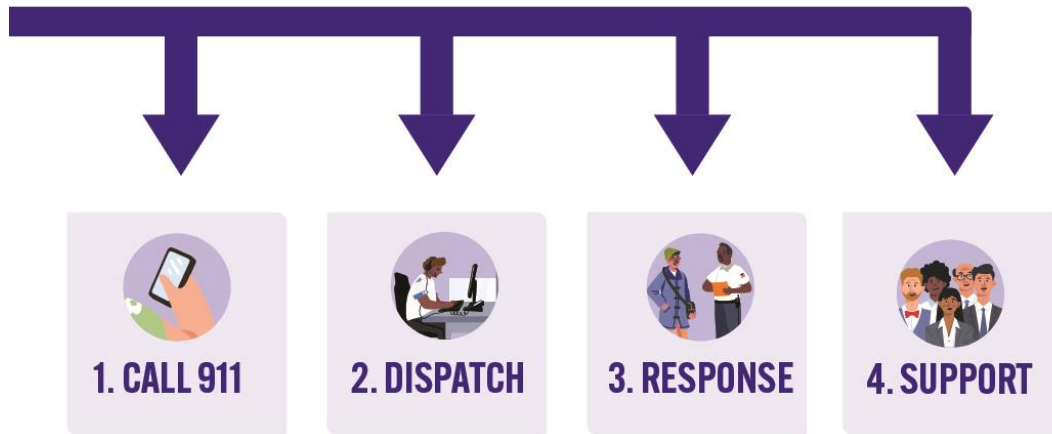 1. CALL 911
2. DISPATCH
3. RESPONSE
4. SUPPORT